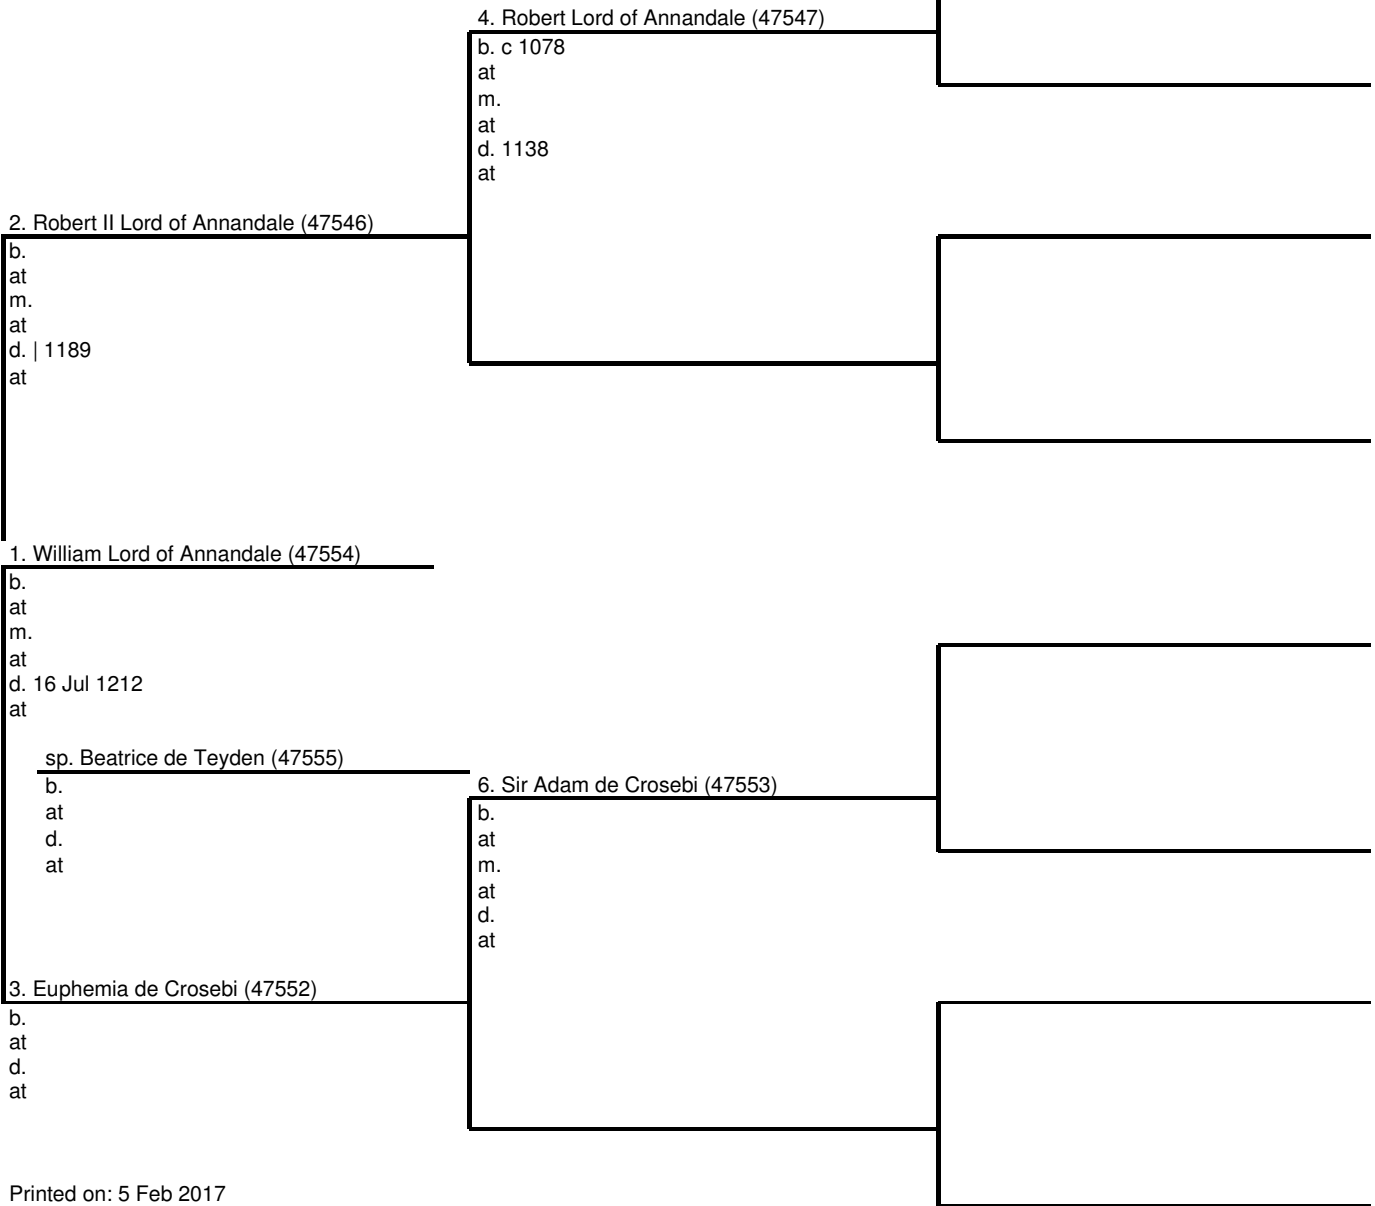 4. Robert Lord of Annandale (47547)
b. c 1078
at
m.
at
d. 1138
at
2. Robert II Lord of Annandale (47546)
b.
at
m.
at
d. | 1189
at
1. William Lord of Annandale (47554)
b.
at
m.
at
d. 16 Jul 1212
at
sp. Beatrice de Teyden (47555)
b.
at
d.
at
6. Sir Adam de Crosebi (47553)
b.
at
m.
at
d.
at
3. Euphemia de Crosebi (47552)
b.
at
d.
at
Printed on: 5 Feb 2017